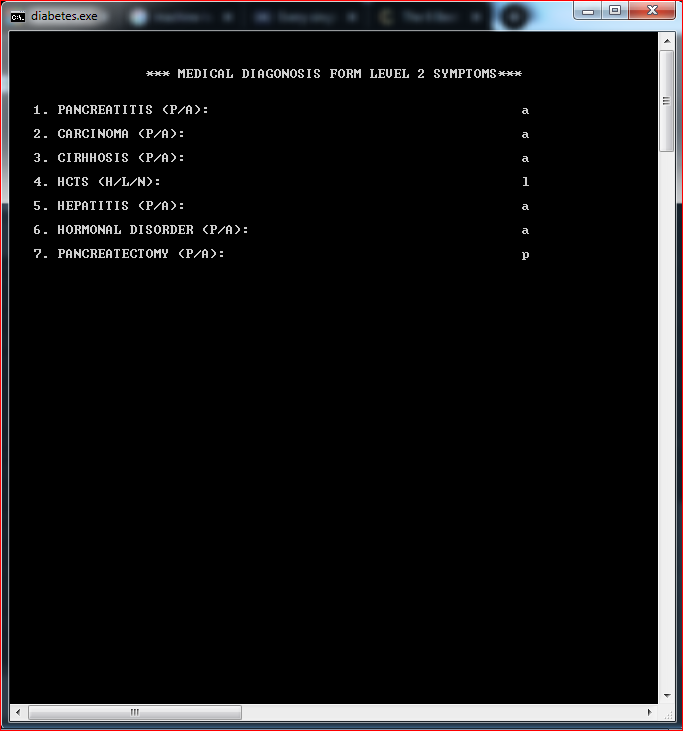 diabetes.exe
*** MEDICAL DIAGONOSIS FORM LEVEL 2 SYMPTOMS***
1. PANCREATITIS (P/A): a
2. CARCINOMA (P/A): a
3. CIRHHOSIS (P/A): a
4. HCTS (H/L/N): l
5. HEPATITIS (P/A): a
6. HORMONAL DISORDER (P/A): a
7. PANCREATECTOMY (P/A): p